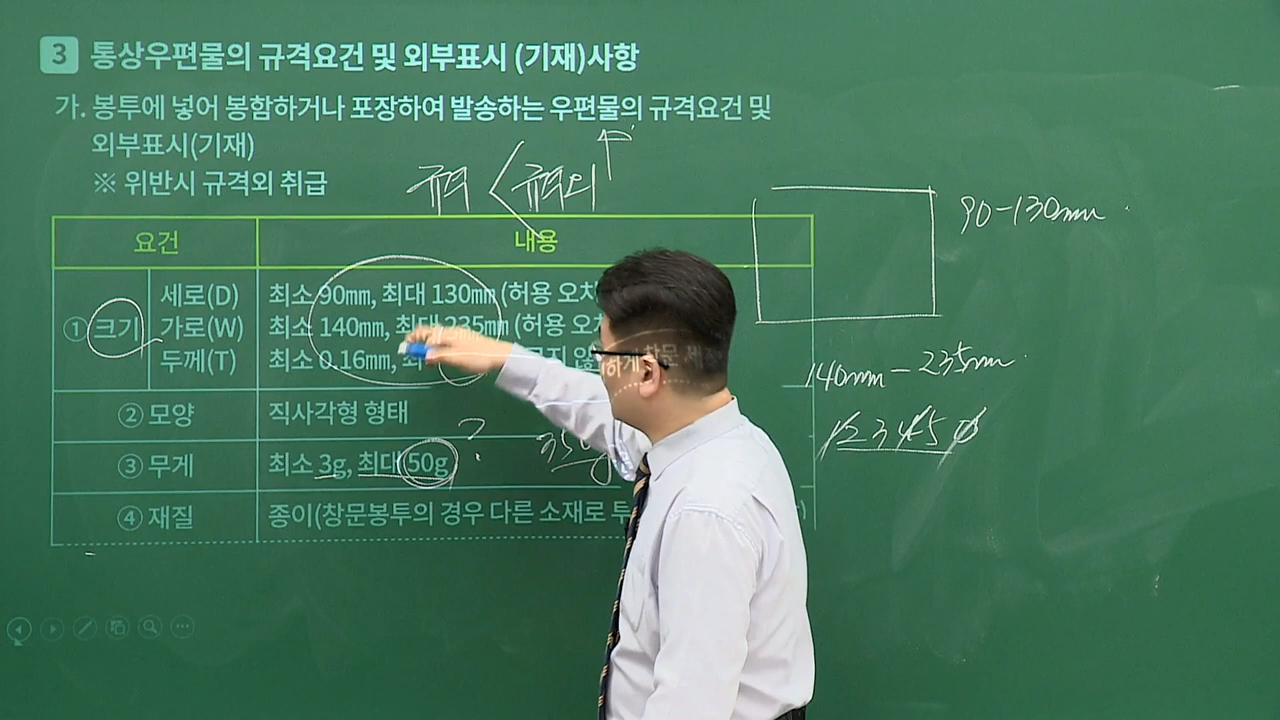 3 통상우편물의 규격요건 및 외부표시 (기재)사항
가. 봉투에 넣어 봉함하거나 포장하여 발송하는 우편물의 규격요건 및
외부표시(기재)
※ 위반시 규격외 취급
규격 < 규격외 ↑
요건 내용
① 크기
세로(D) 최소 90mm, 최대 130mm (허용 오차
가로(W) 최소 140mm, 최대 235mm (허용 오차
두께(T) 최소 0.16mm,
② 모양 직사각형 형태
③ 무게 최소 3g, 최대 50g ?
④ 재질 종이(창문봉투의 경우 다른 소재로 투
90-130mm
140mm - 235mm